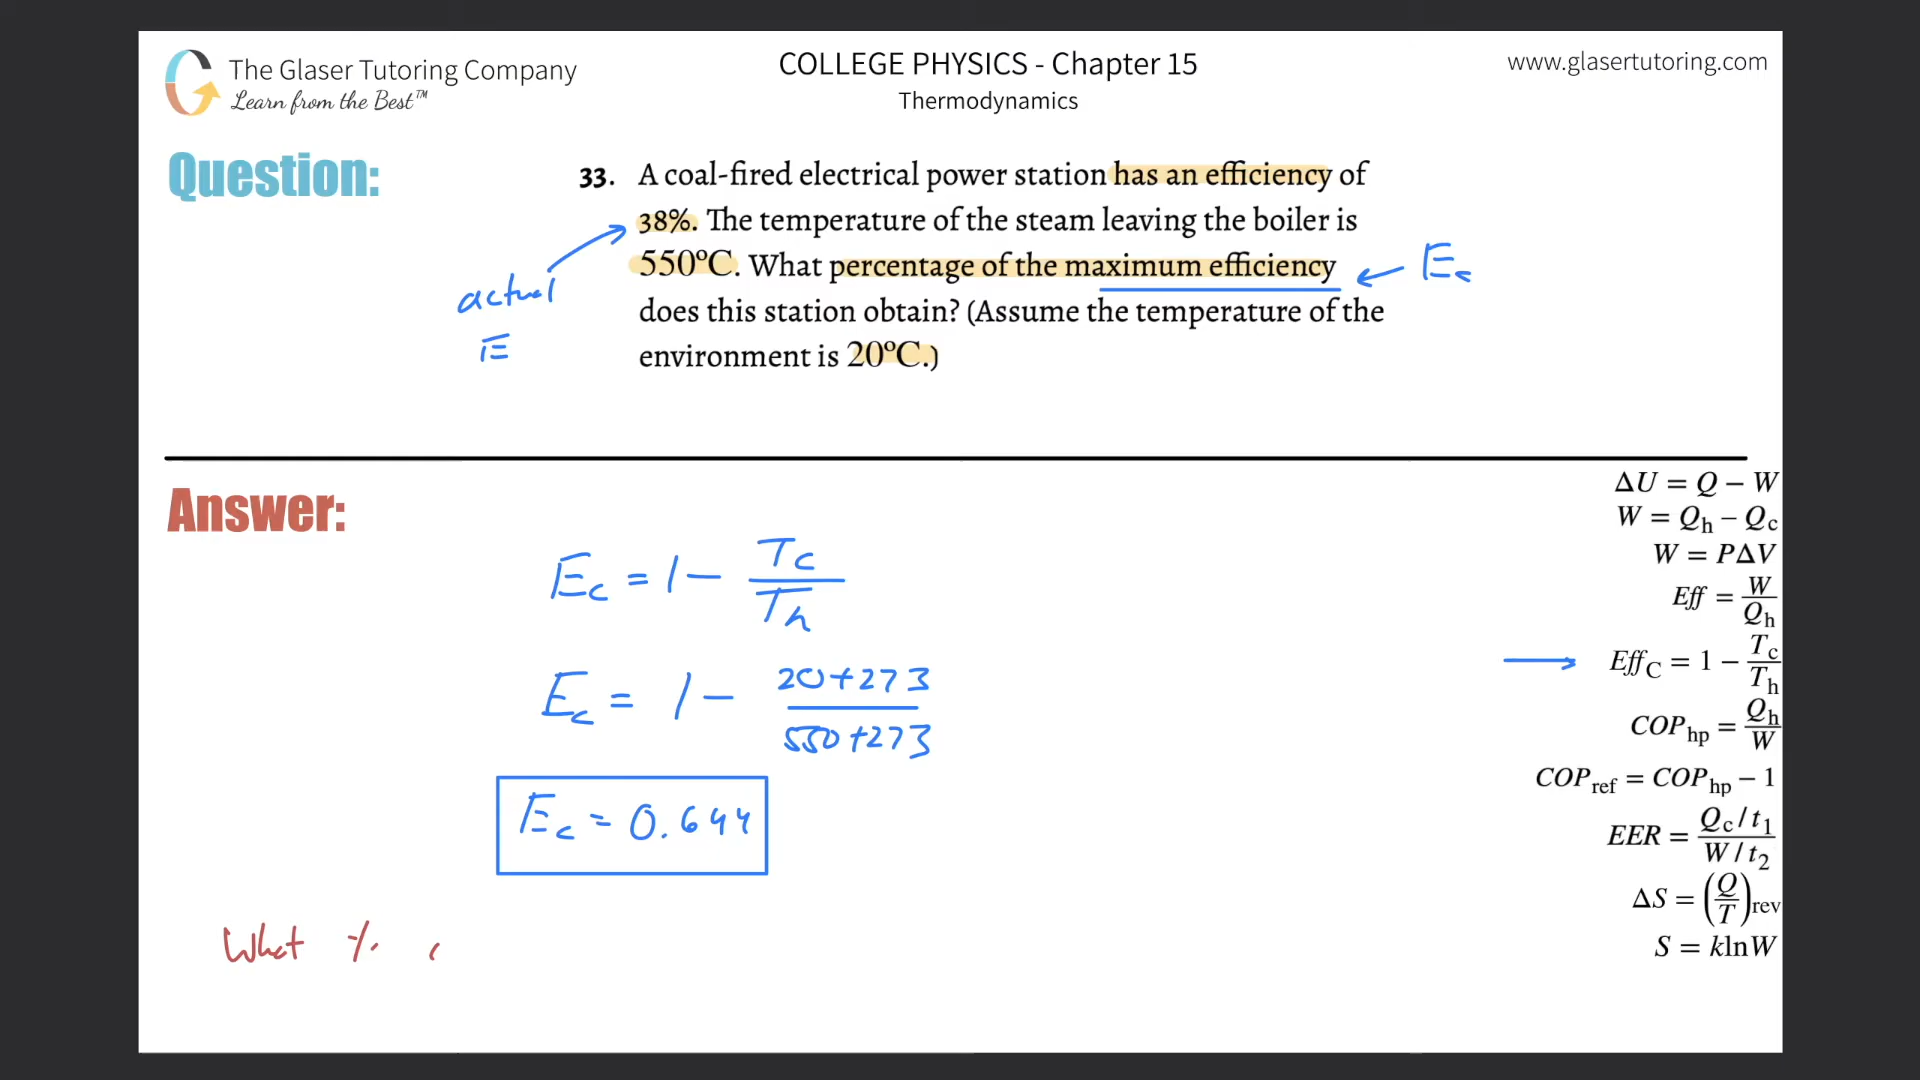 The Glaser Tutoring Company
Learn from the Best™
COLLEGE PHYSICS - Chapter 15
Thermodynamics
www.glasertutoring.com
Question:
33. A coal-fired electrical power station has an efficiency of
38%. The temperature of the steam leaving the boiler is
550ºC. What percentage of the maximum efficiency
does this station obtain? (Assume the temperature of the
environment is 20ºC.)
actual
E
Ec
Answer:
Ec = 1 - Tc/Th
Ec = 1 - 20+273/550+273
Ec = 0.644
What %
ΔU = Q − W
W = Qh − Qc
W = PΔV
Eff = W/Qh
EffC = 1 − Tc/Th
COPhp = Qh/W
COPref = COPhp − 1
EER = Qc/t1 / W/t2
ΔS = (Q/T)rev
S = klnW